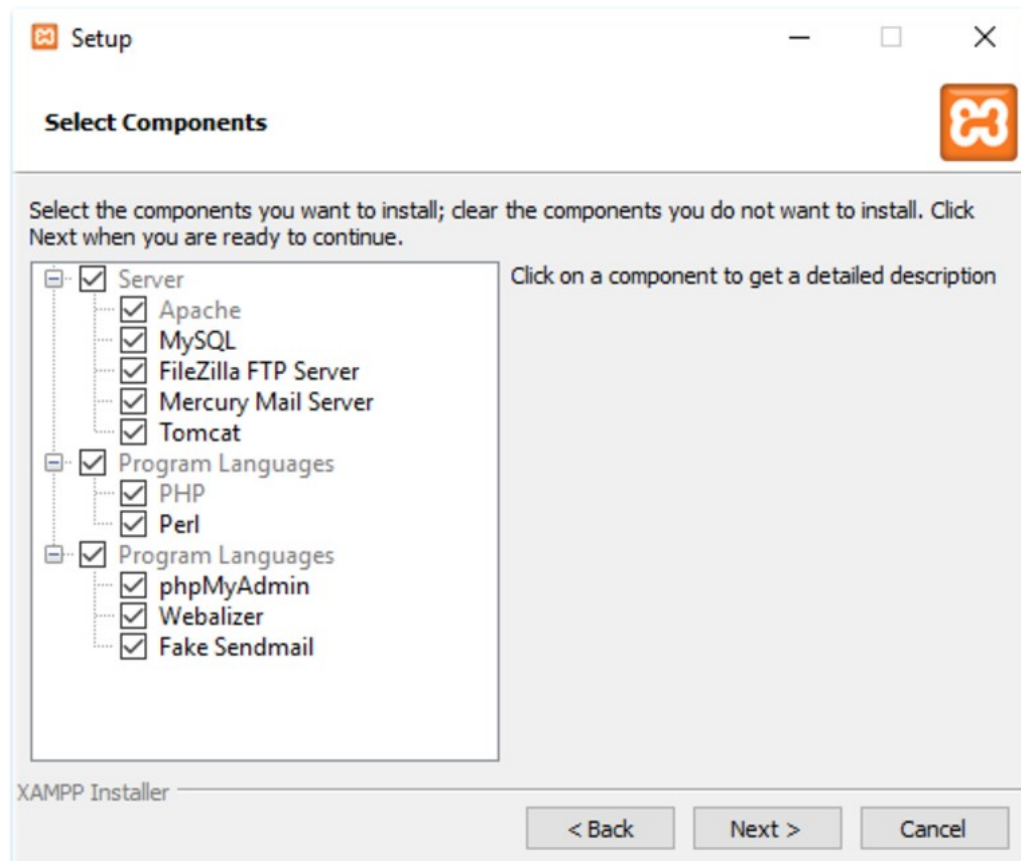 Setup
Select Components
Select the components you want to install; clear the components you do not want to install. Click
Next when you are ready to continue.
Server
Apache
MySQL
FileZilla FTP Server
Mercury Mail Server
Tomcat
Program Languages
PHP
Perl
Program Languages
phpMyAdmin
Webalizer
Fake Sendmail
Click on a component to get a detailed description
XAMPP Installer
< Back
Next >
Cancel